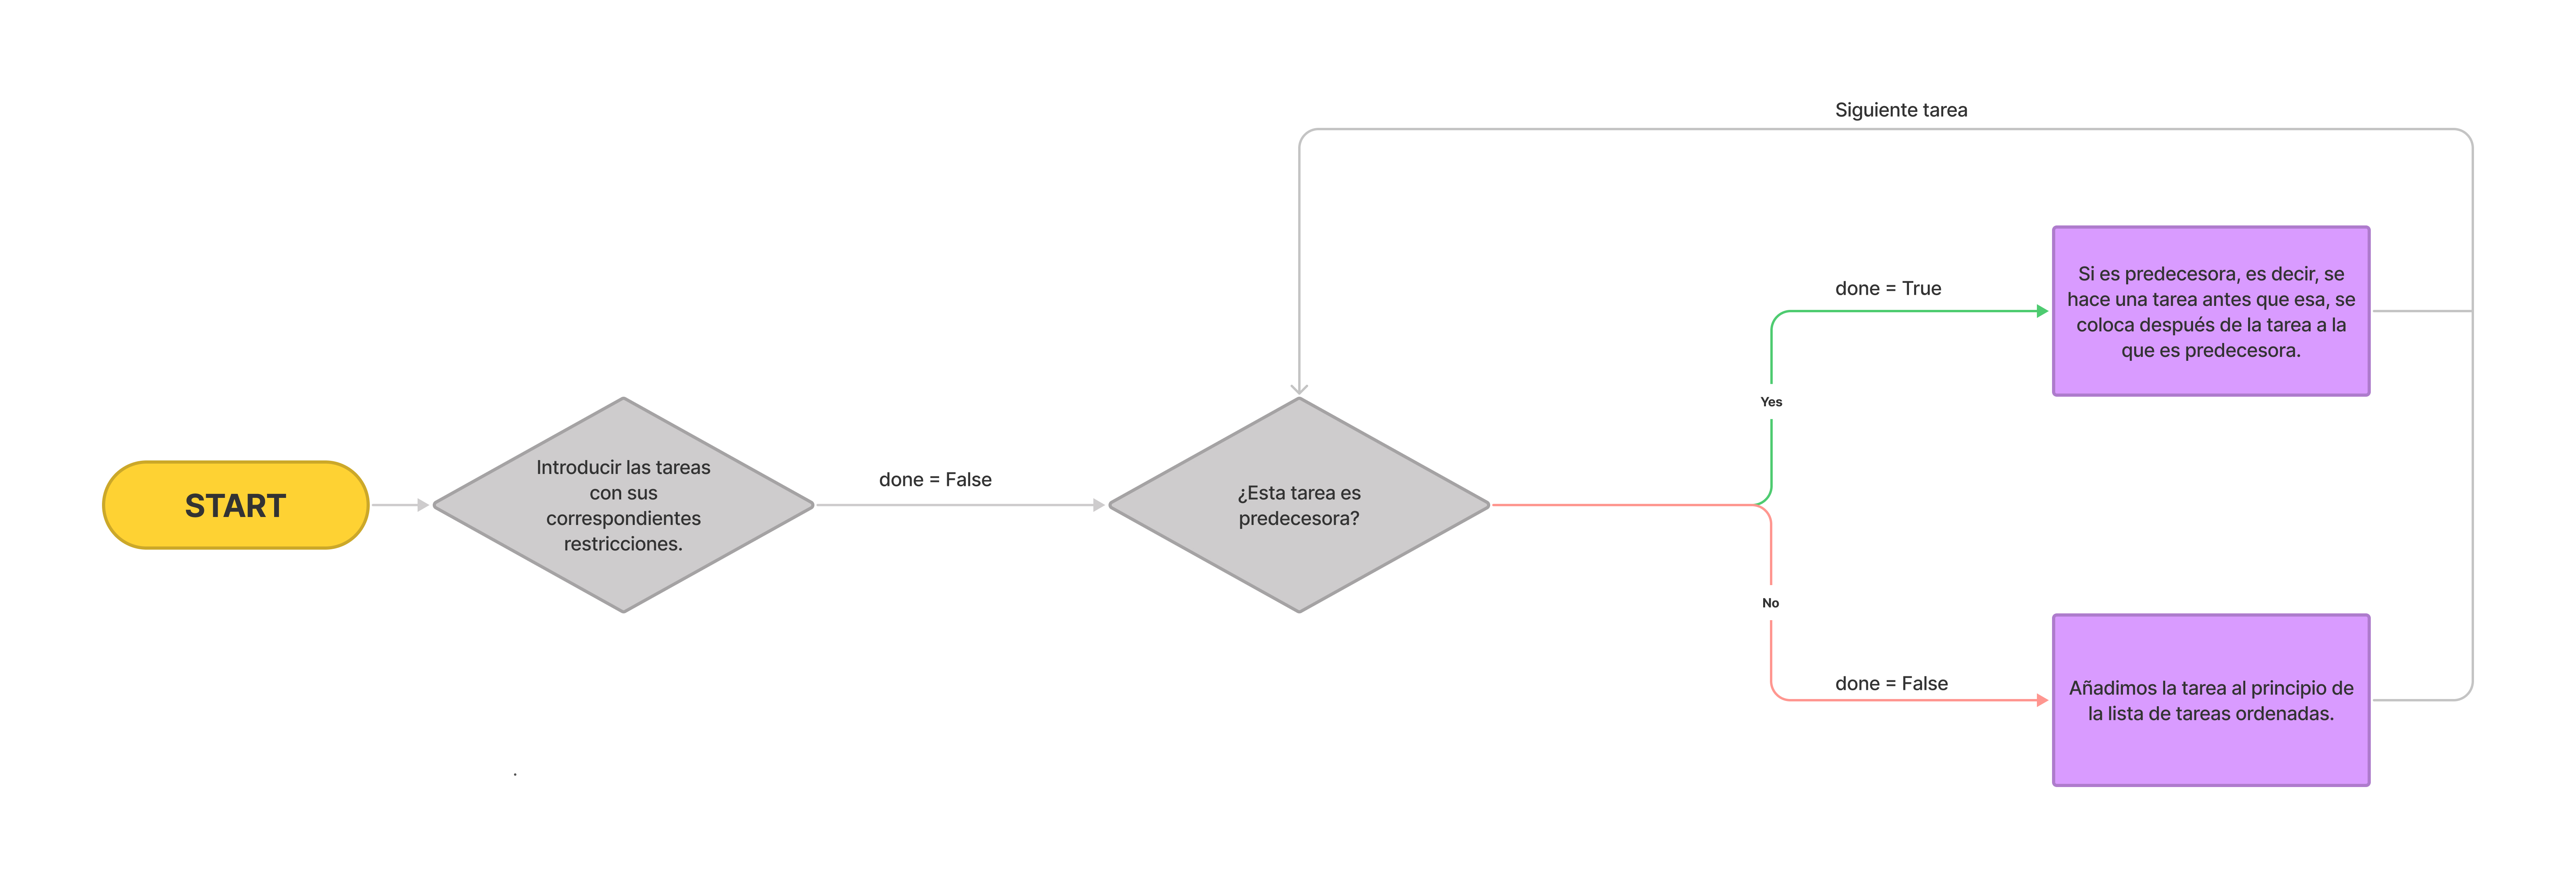 Siguiente tarea
START
Introducir las tareas
con sus
correspondientes
restricciones.
done = False
¿Esta tarea es
predecesora?
Yes
done = True
Si es predecesora, es decir, se
hace una tarea antes que esa, se
coloca después de la tarea a la
que es predecesora.
No
done = False
Añadimos la tarea al principio de
la lista de tareas ordenadas.
.